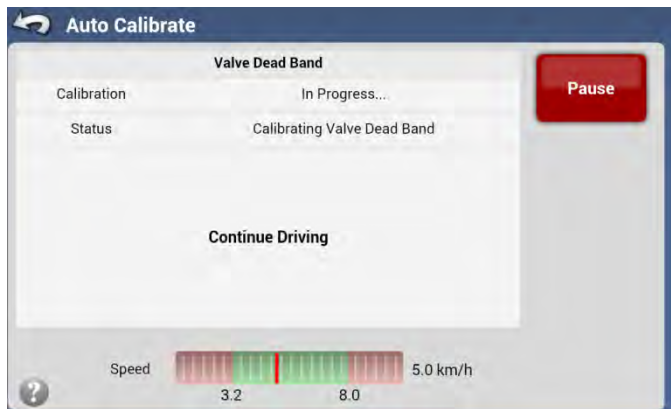 Auto Calibrate
Valve Dead Band
Pause
Calibration In Progress...
Status Calibrating Valve Dead Band
Continue Driving
Speed 5.0 km/h
3.2 8.0
?